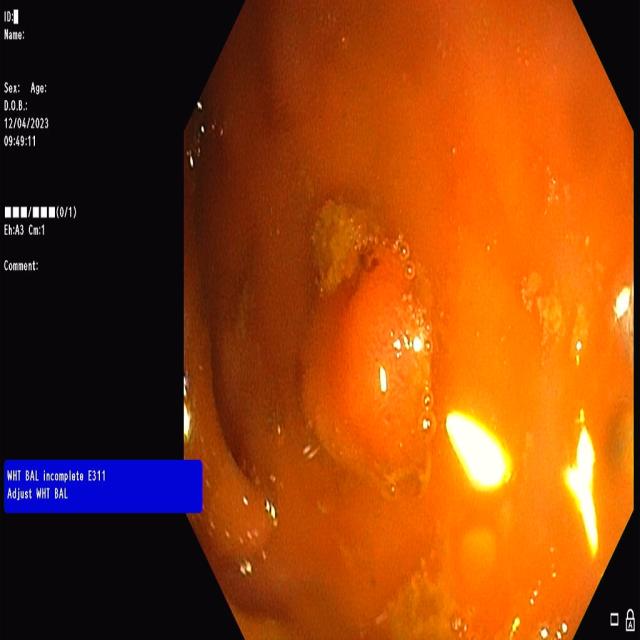 ID:
Name:
Sex: Age:
D.O.B.:
12/04/2023
09:49:11
■■■/■■■(0/1)
Eh:A3 Cm:1
Comment:
WHT BAL incomplete E311
Adjust WHT BAL
A